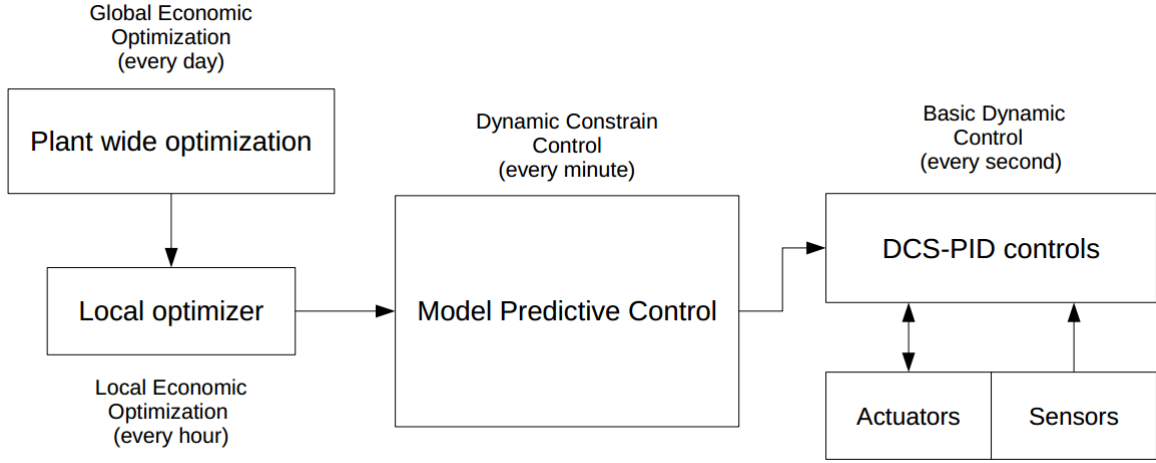 Global Economic
Optimization
(every day)
Plant wide optimization
Local optimizer
Local Economic
Optimization
(every hour)
Dynamic Constrain
Control
(every minute)
Model Predictive Control
Basic Dynamic
Control
(every second)
DCS-PID controls
Actuators
Sensors